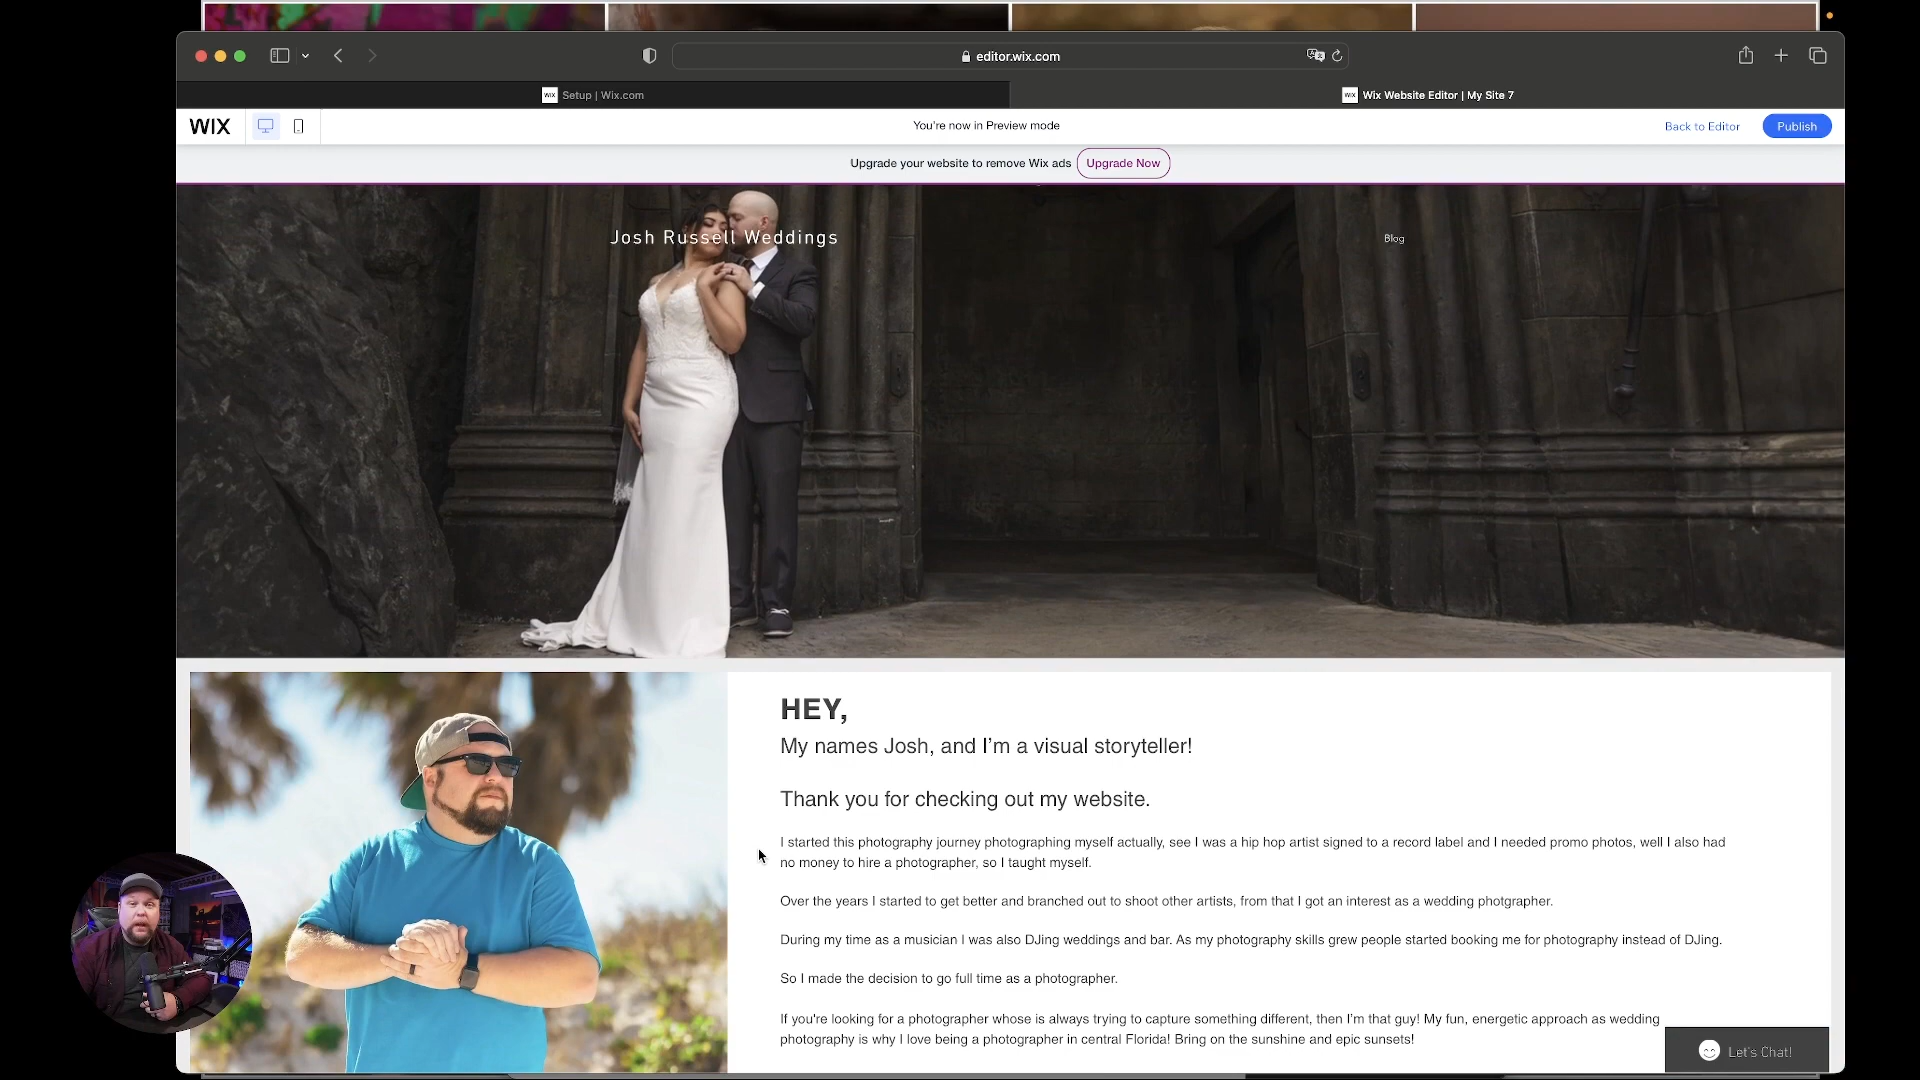 editor.wix.com
WIX Setup | Wix.com
WIX Wix Website Editor | My Site 7
WIX
You're now in Preview mode
Back to Editor
Publish
Upgrade your website to remove Wix ads
Upgrade Now
Josh Russell Weddings
Blog
HEY,
My names Josh, and I'm a visual storyteller!
Thank you for checking out my website.
I started this photography journey photographing myself actually, see I was a hip hop artist signed to a record label and I needed promo photos, well I also had
no money to hire a photographer, so I taught myself.
Over the years I started to get better and branched out to shoot other artists, from that I got an interest as a wedding photgrapher.
During my time as a musician I was also DJing weddings and bar. As my photography skills grew people started booking me for photography instead of DJing.
So I made the decision to go full time as a photographer.
If you're looking for a photographer whose is always trying to capture something different, then I'm that guy! My fun, energetic approach as wedding
photography is why I love being a photographer in central Florida! Bring on the sunshine and epic sunsets!
Let's Chat!